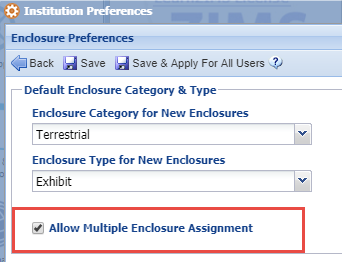 Institution Preferences
Enclosure Preferences
Back Save Save & Apply For All Users ?
Default Enclosure Category & Type
Enclosure Category for New Enclosures
Terrestrial
Enclosure Type for New Enclosures
Exhibit
Allow Multiple Enclosure Assignment